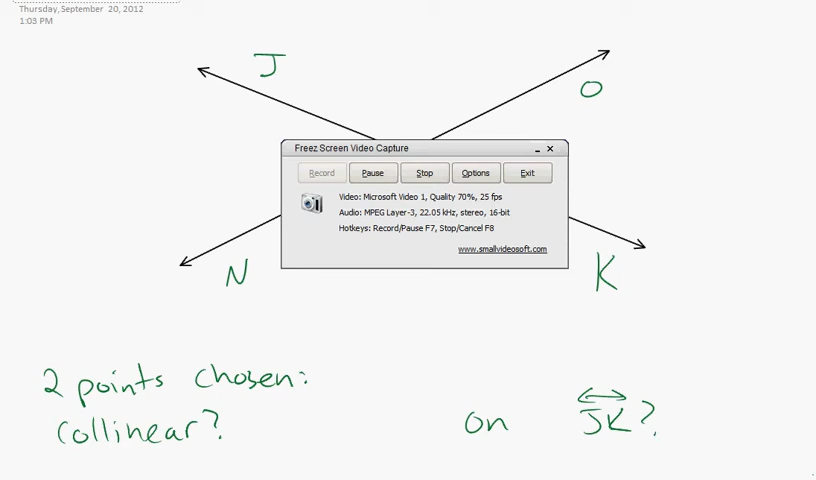 Thursday, September 20, 2012
1:03 PM
J
O
Freez Screen Video Capture
Record Pause Stop Options Exit
Video: Microsoft Video 1, Quality 70%, 25 fps
Audio: MPEG Layer-3, 22.05 kHz, stereo, 16-bit
Hotkeys: Record/Pause F7, Stop/Cancel F8
www.smallvideosoft.com
N
K
2 points chosen:
collinear? on JK?